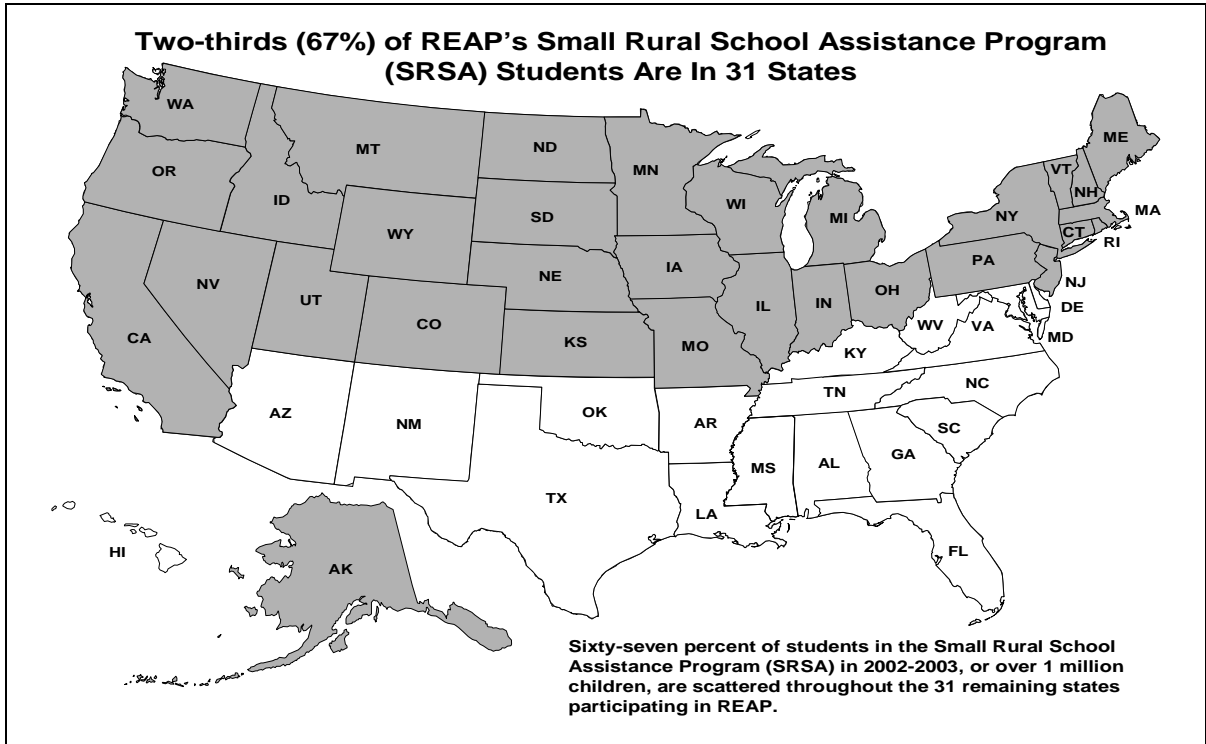 Two-thirds (67%) of REAP's Small Rural School Assistance Program
(SRSA) Students Are In 31 States
WA
OR
ID
MT
ND
MN
SD
WY
NV
UT
CA
CO
NE
KS
IA
MO
WI
IL
MI
IN
OH
PA
NY
VT
NH
ME
MA
CT
RI
NJ
DE
MD
WV
VA
KY
TN
NC
SC
GA
AL
MS
AR
LA
OK
TX
NM
AZ
FL
HI
AK
Sixty-seven percent of students in the Small Rural School
Assistance Program (SRSA) in 2002-2003, or over 1 million
children, are scattered throughout the 31 remaining states
participating in REAP.